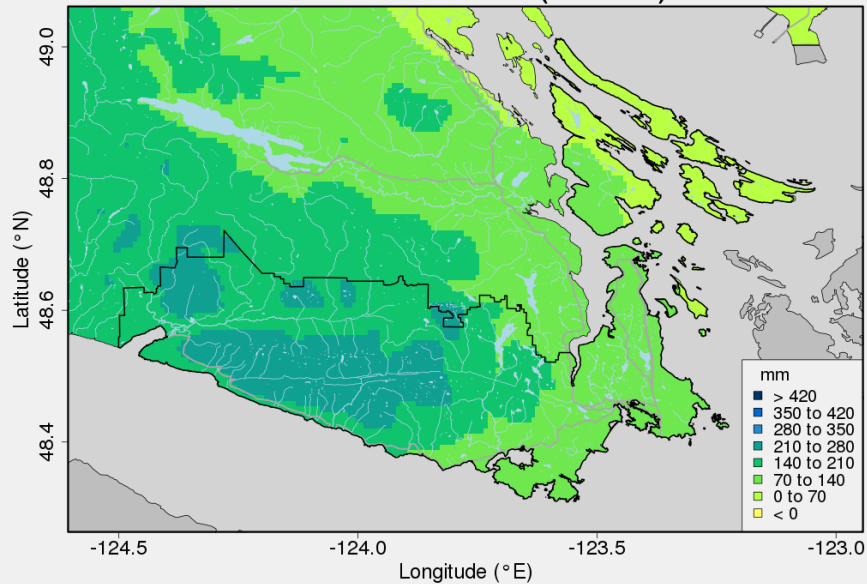 49.0
48.8
48.6
48.4
Latitude (°N)
mm
> 420
350 to 420
280 to 350
210 to 280
140 to 210
70 to 140
0 to 70
< 0
-124.5
-124.0
-123.5
-123.0
Longitude (°E)